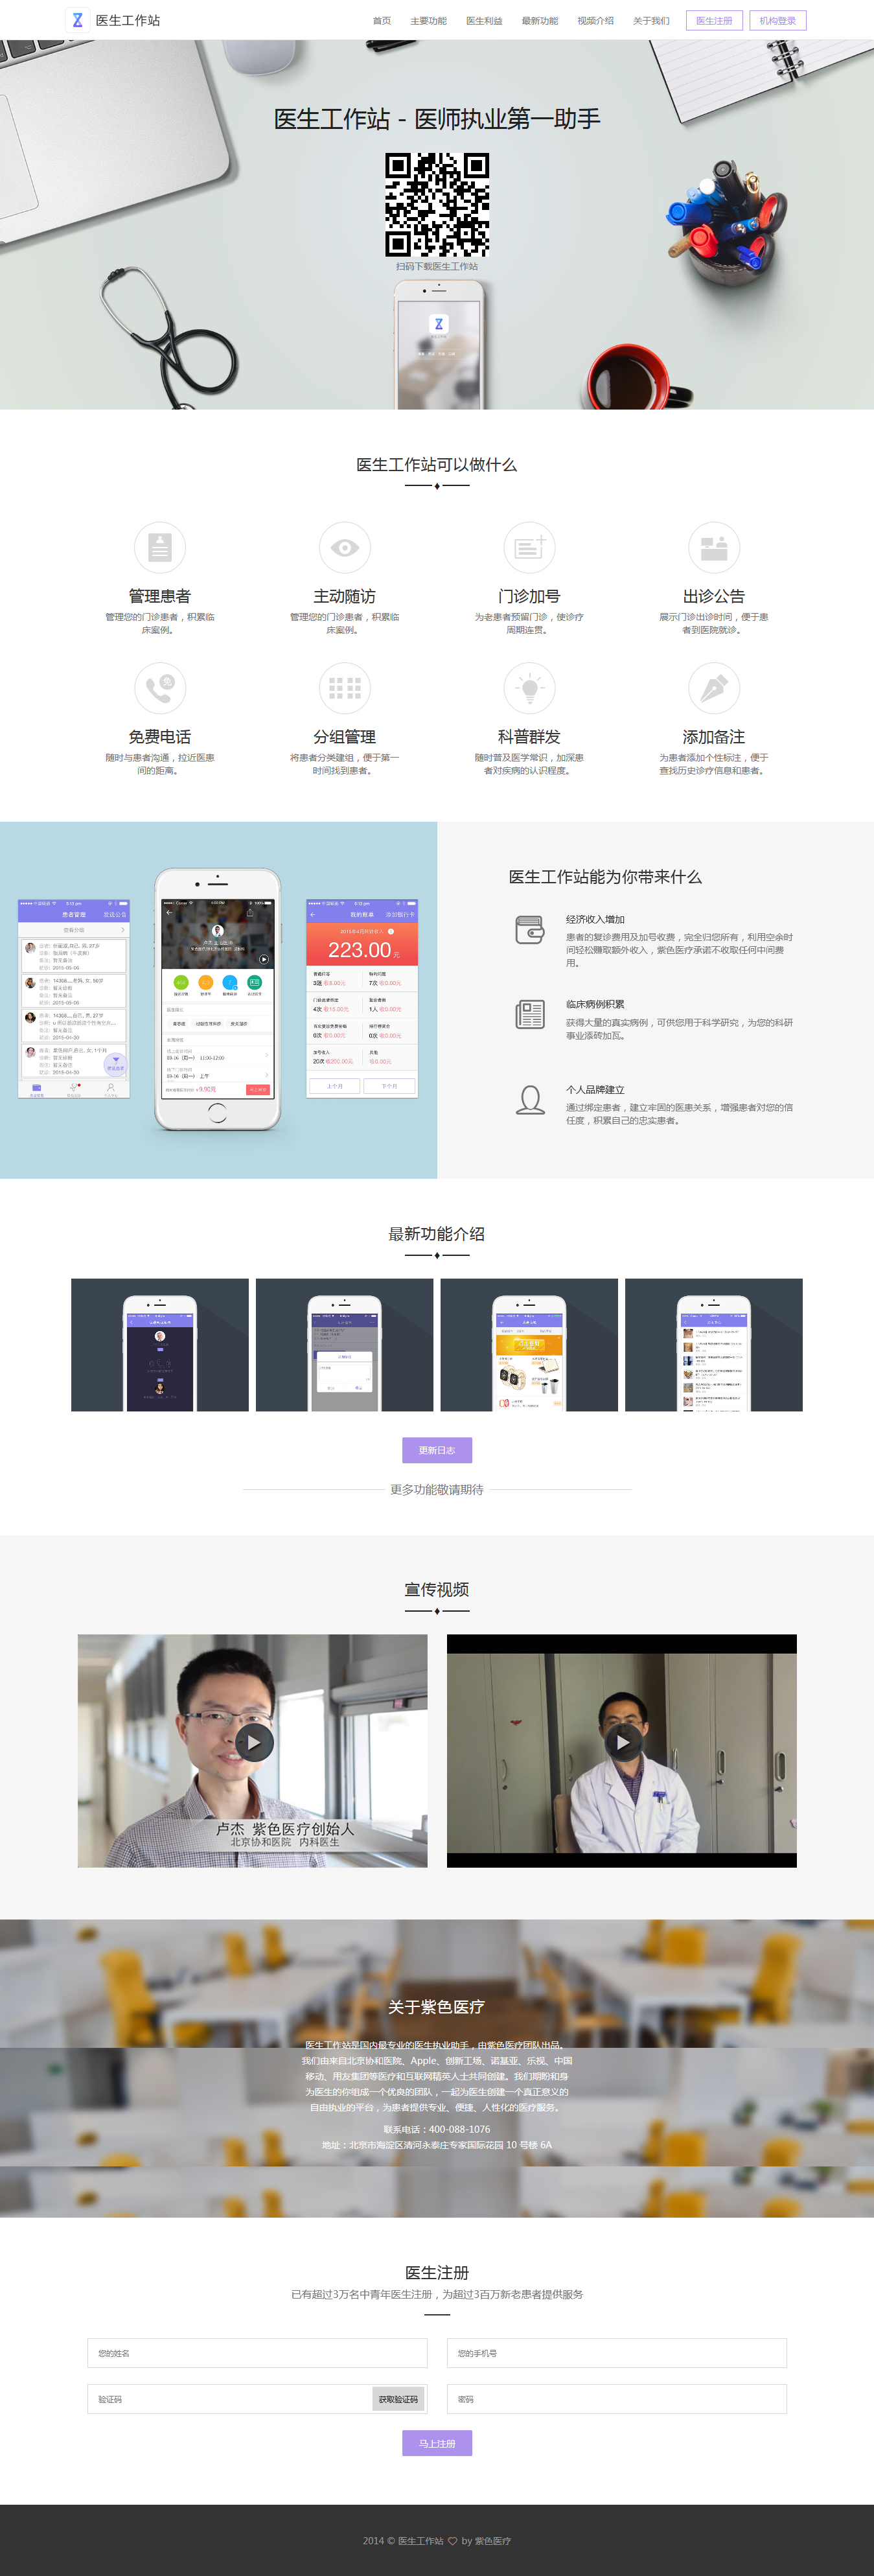 医生工作站
首页 主要功能 医生利益 最新功能 视频介绍 关于我们 医生注册 机构登录
医生工作站 - 医师执业第一助手
扫码下载医生工作站
医生工作站可以做什么
管理患者 主动随访 门诊加号 出诊公告
管理您的门诊患者，积累临 管理您的门诊患者，积累临 为老患者预留门诊，使诊疗 展示门诊出诊时间，便于患
床案例。 床案例。 周期连贯。 者到医院就诊。
免费电话 分组管理 科普群发 添加备注
随时与患者沟通，拉近医患 将患者分类建组，便于第一 随时普及医学常识，加深患 为患者添加个性标注，便于
间的距离。 时间找到患者。 者对疾病的认识程度。 查找历史诊疗信息和患者。
患者管理 发送公告
我的账单 添加银行卡
223.00 元
上个月 下个月
医生工作站能为你带来什么
经济收入增加
患者的复诊费用及加号收费，完全归您所有，利用空余时
间轻松赚取额外收入，紫色医疗承诺不收取任何中间费
用。
临床病例积累
获得大量的真实病例，可供您用于科学研究，为您的科研
事业添砖加瓦。
个人品牌建立
通过绑定患者，建立牢固的医患关系，增强患者对您的信
任度，积累自己的忠实患者。
最新功能介绍
更新日志
更多功能敬请期待
宣传视频
卢杰 紫色医疗创始人
北京协和医院 内科医生
关于紫色医疗
医生工作站是国内最专业的医生执业助手，由紫色医疗团队出品。
我们由来自北京协和医院、Apple、创新工场、诺基亚、乐视、中国
移动、用友集团等医疗和互联网精英人士共同创建。我们期盼和身
为医生的你组成一个优良的团队，一起为医生创建一个真正意义的
自由执业的平台，为患者提供专业、便捷、人性化的医疗服务。
联系电话：400-088-1076
地址：北京市海淀区清河永泰庄专家国际花园 10 号楼 6A
医生注册
已有超过3万名中青年医生注册，为超过3百万新老患者提供服务
您的姓名 您的手机号
验证码 获取验证码 密码
马上注册
2014 © 医生工作站 ♡ by 紫色医疗